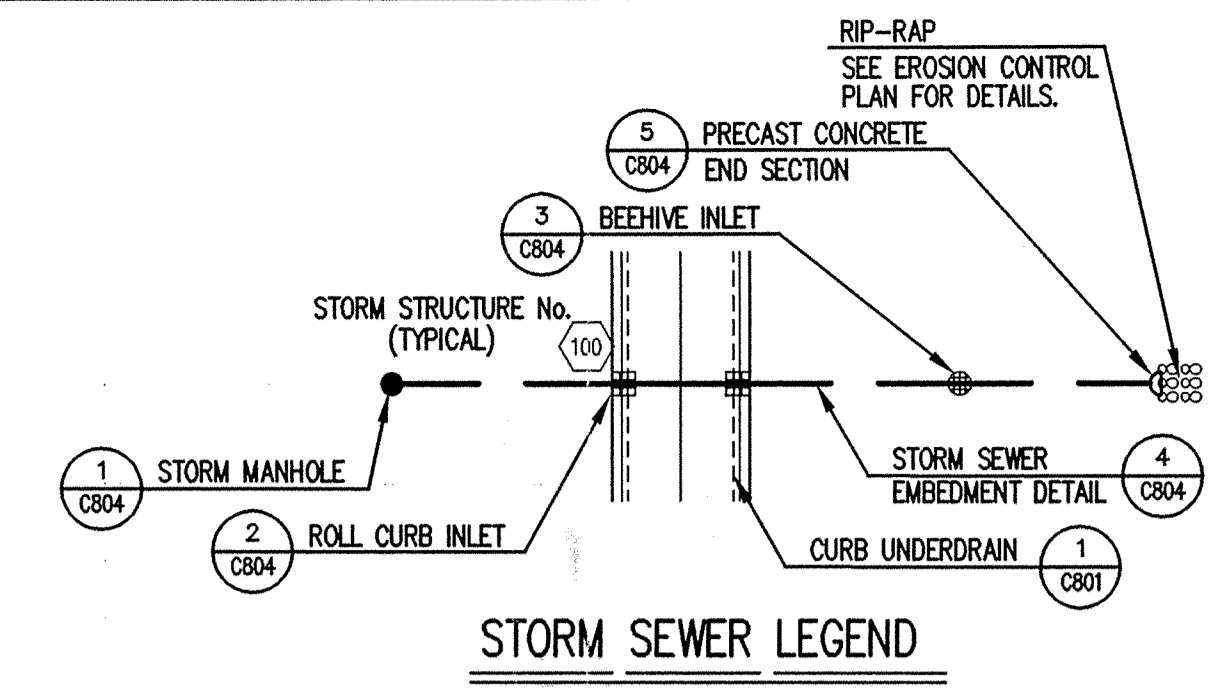 RIP-RAP
SEE EROSION CONTROL
PLAN FOR DETAILS.
5
C804
PRECAST CONCRETE
END SECTION
3
C804
BEEHIVE INLET
STORM STRUCTURE No.
(TYPICAL)
100
1
C804
STORM MANHOLE
STORM SEWER
EMBEDMENT DETAIL
4
C804
2
C804
ROLL CURB INLET
CURB UNDERDRAIN
1
C801
STORM SEWER LEGEND